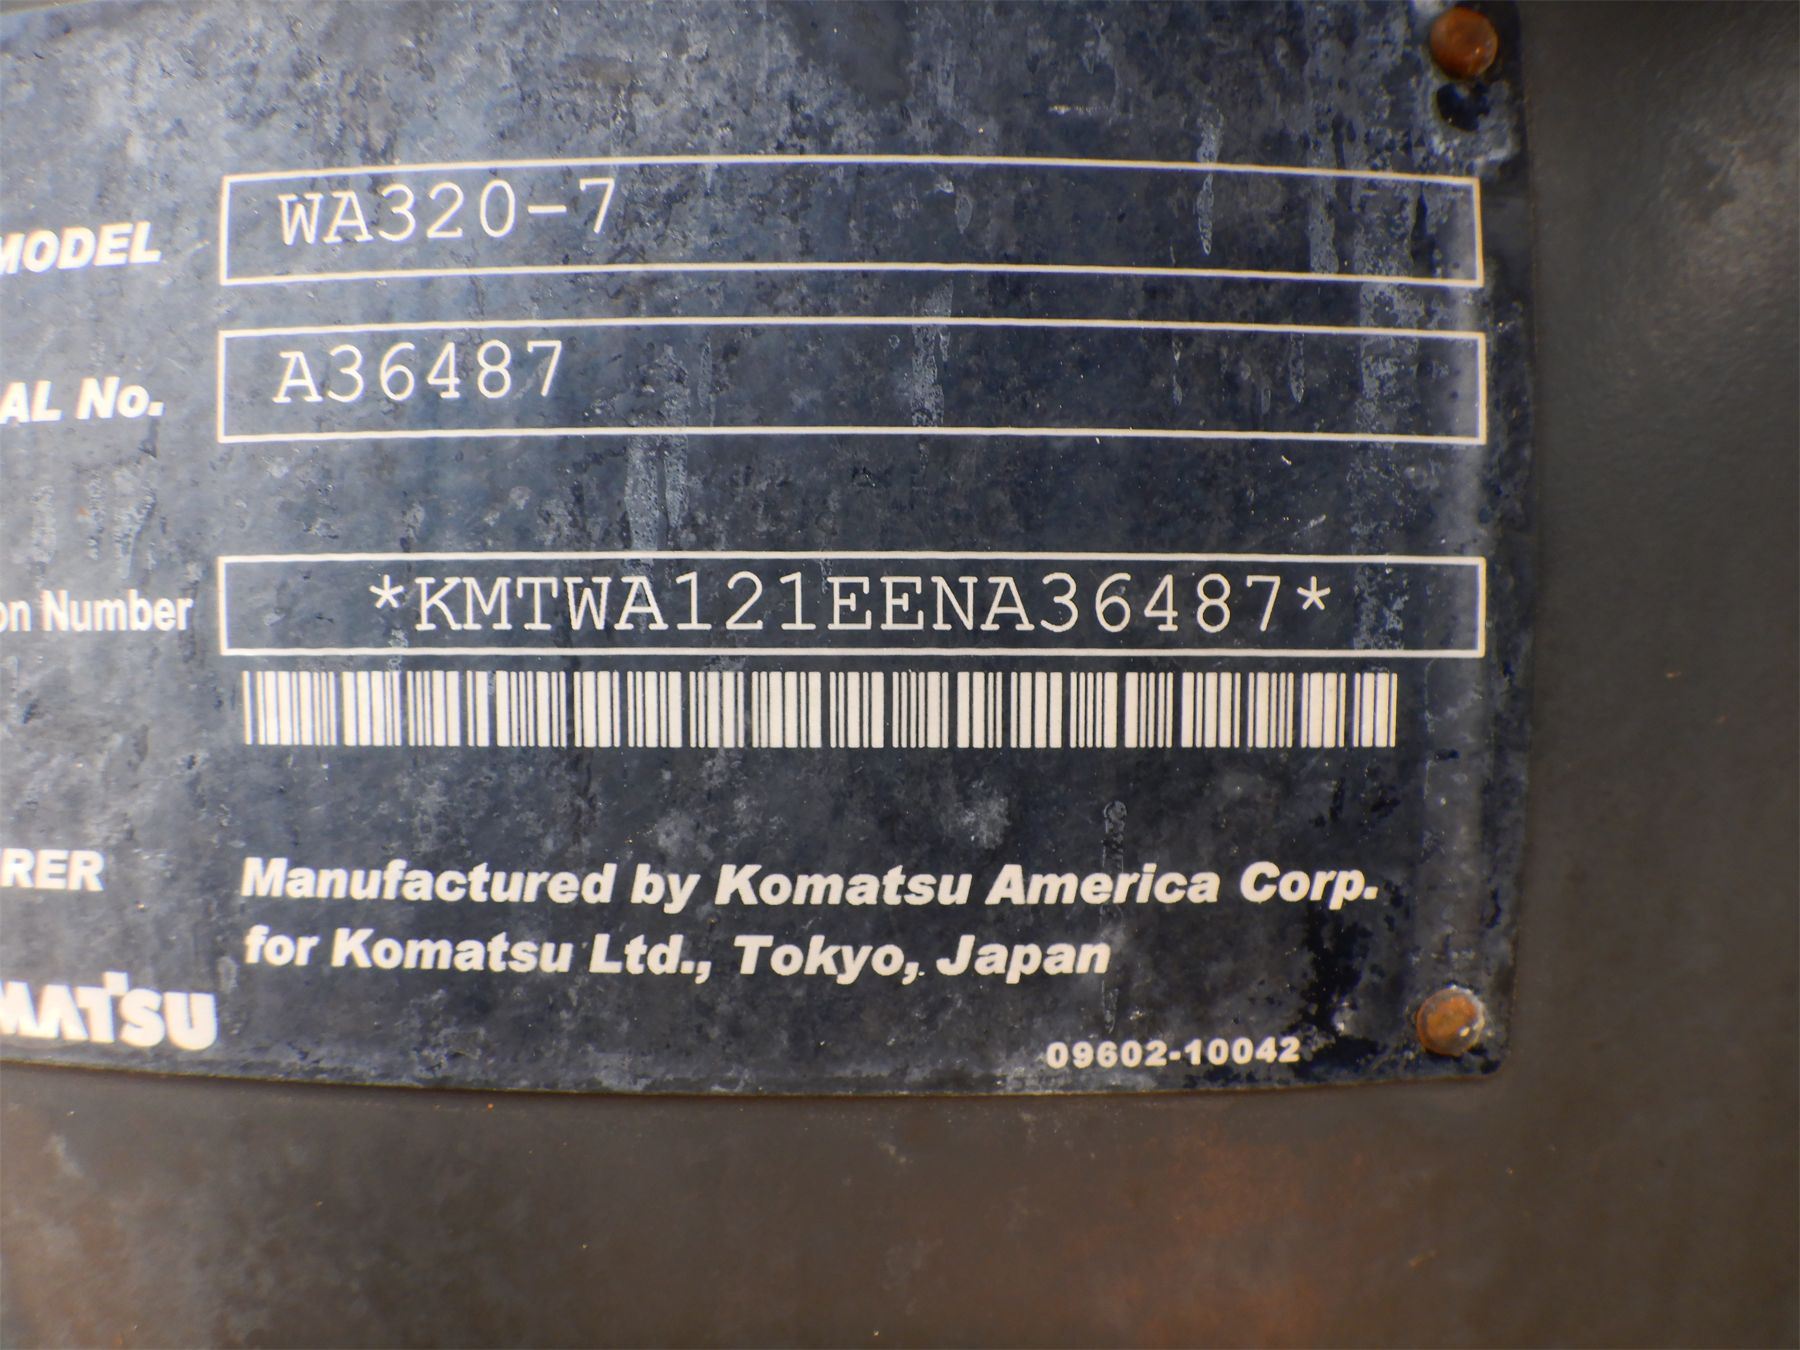 MODEL WA320-7
AL No. A36487
on Number *KMTWA121EENA36487*
RER Manufactured by Komatsu America Corp.
for Komatsu Ltd., Tokyo, Japan
MATSU
09602-10042